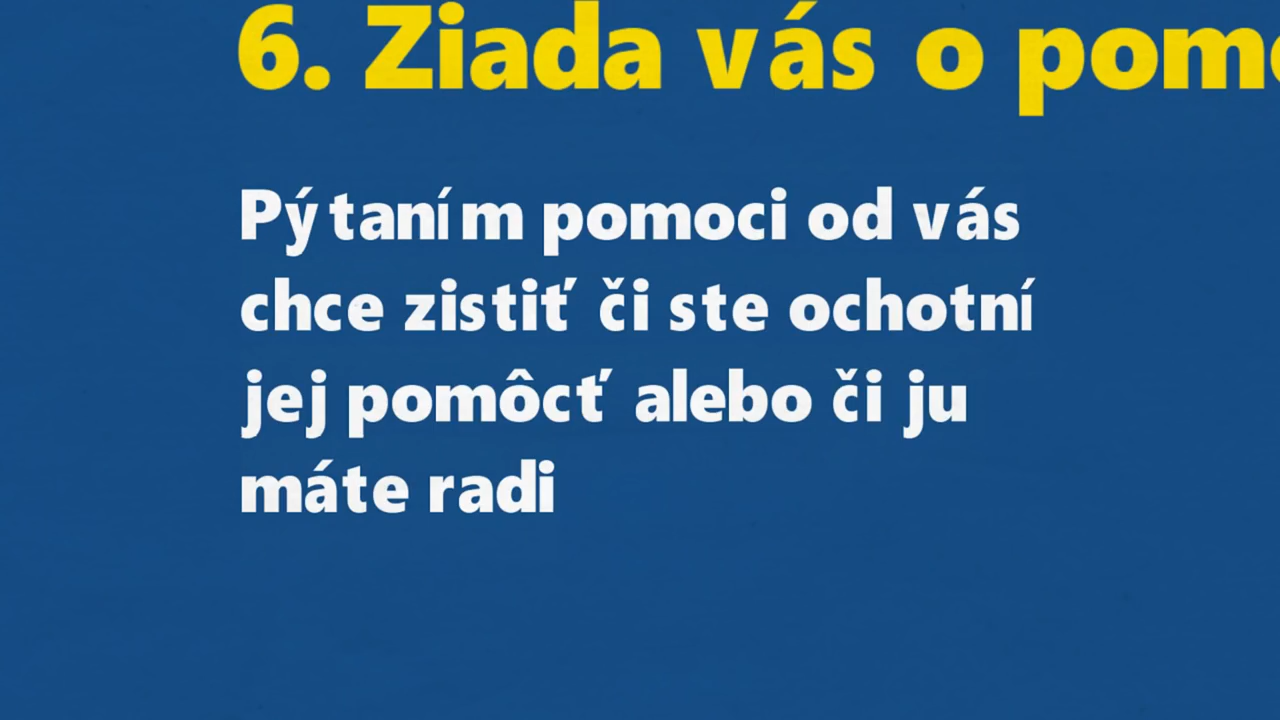 6. Ziada vás o pom
Pýtaním pomoci od vás
chce zistiť či ste ochotní
jej pomôcť alebo či ju
máte radi